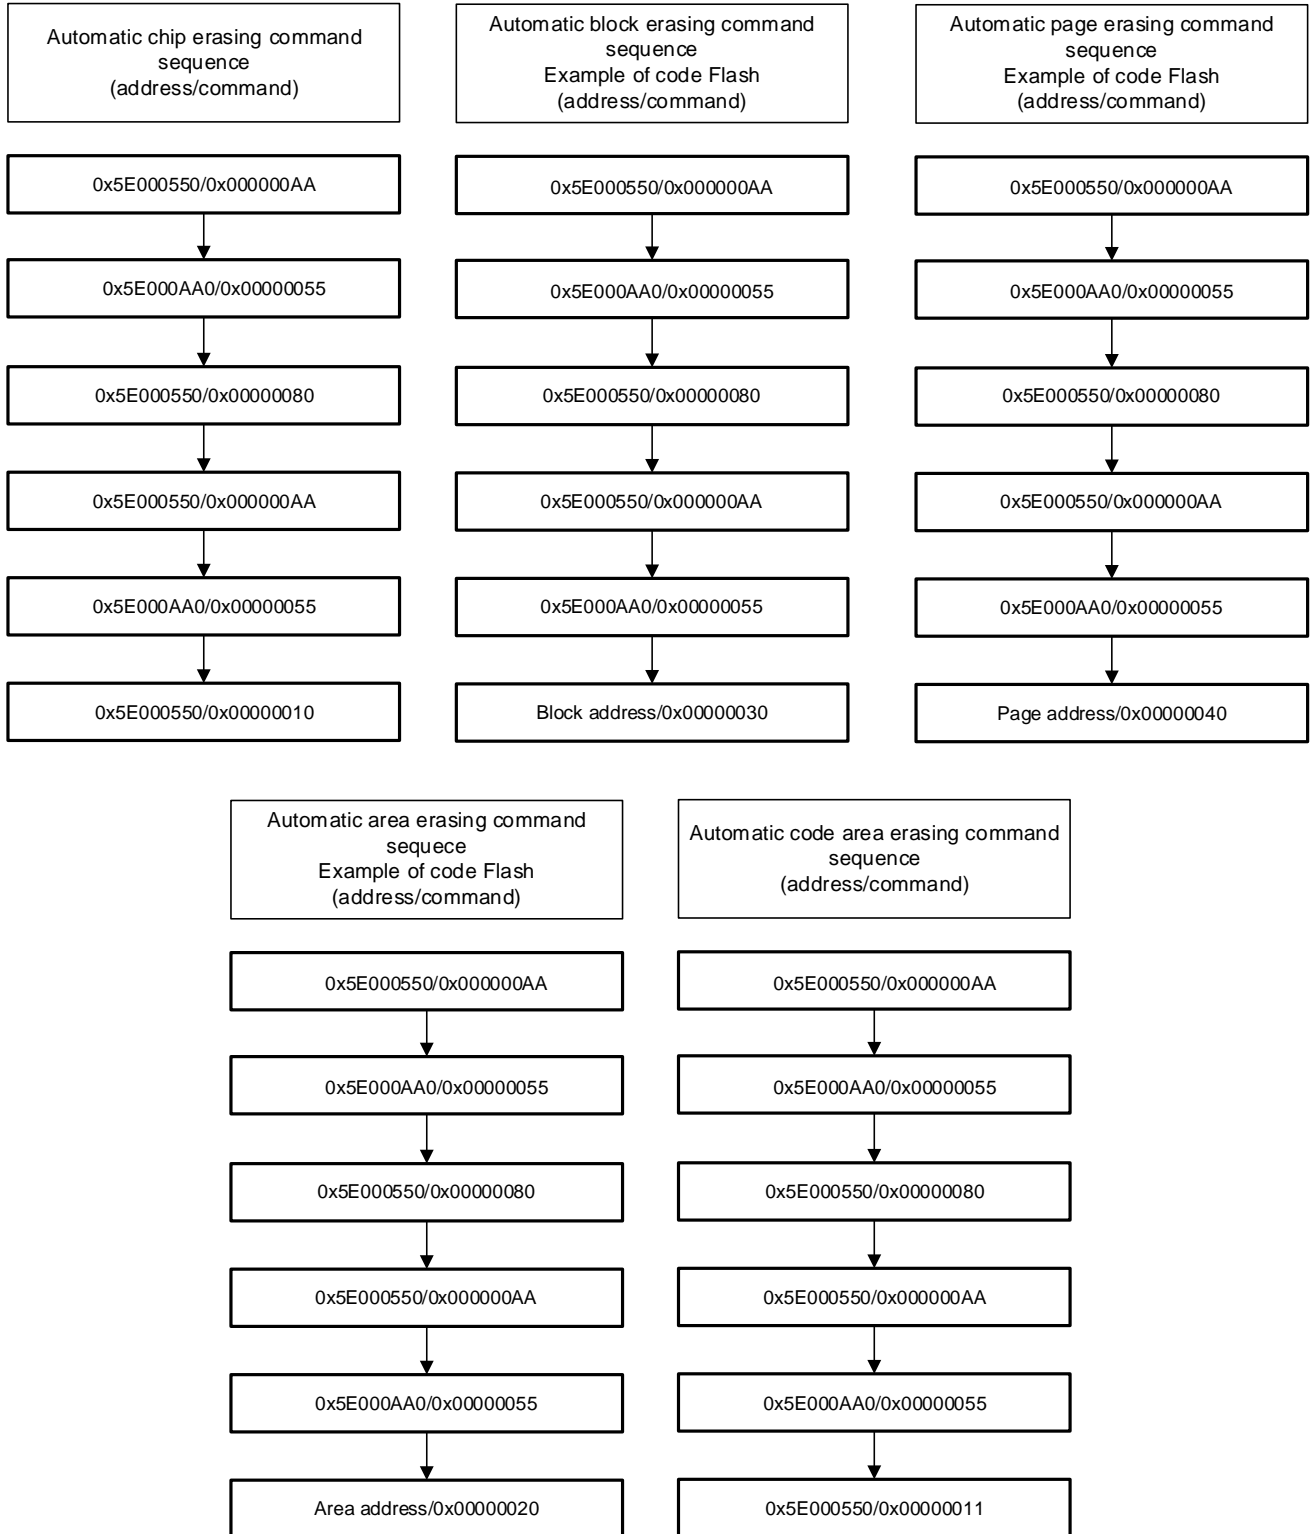 Automatic chip erasing command
sequence
(address/command)
0x5E000550/0x000000AA
0x5E000AA0/0x00000055
0x5E000550/0x00000080
0x5E000550/0x000000AA
0x5E000AA0/0x00000055
0x5E000550/0x00000010
Automatic block erasing command
sequence
Example of code Flash
(address/command)
0x5E000550/0x000000AA
0x5E000AA0/0x00000055
0x5E000550/0x00000080
0x5E000550/0x000000AA
0x5E000AA0/0x00000055
Block address/0x00000030
Automatic page erasing command
sequence
Example of code Flash
(address/command)
0x5E000550/0x000000AA
0x5E000AA0/0x00000055
0x5E000550/0x00000080
0x5E000550/0x000000AA
0x5E000AA0/0x00000055
Page address/0x00000040
Automatic area erasing command
sequece
Example of code Flash
(address/command)
0x5E000550/0x000000AA
0x5E000AA0/0x00000055
0x5E000550/0x00000080
0x5E000550/0x000000AA
0x5E000AA0/0x00000055
Area address/0x00000020
Automatic code area erasing command
sequence
(address/command)
0x5E000550/0x000000AA
0x5E000AA0/0x00000055
0x5E000550/0x00000080
0x5E000550/0x000000AA
0x5E000AA0/0x00000055
0x5E000550/0x00000011